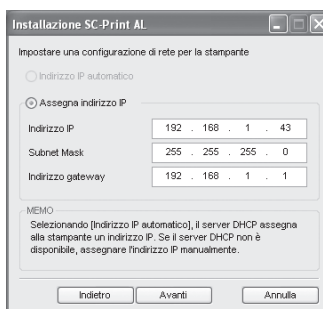 Installazione SC-Print AL
Impostare una configurazione di rete per la stampante
Indirizzo IP automatico
Assegna indirizzo IP
Indirizzo IP 192 . 168 . 1 . 43
Subnet Mask 255 . 255 . 255 . 0
Indirizzo gateway 192 . 168 . 1 . 1
MEMO
Selezionando [Indirizzo IP automatico], il server DHCP assegna
alla stampante un indirizzo IP. Se il server DHCP non è
disponibile, assegnare l'indirizzo IP manualmente.
Indietro Avanti Annulla